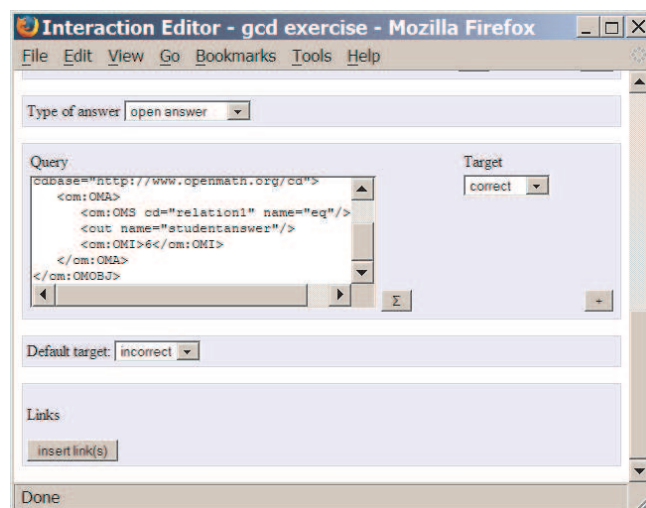 Interaction Editor - gcd exercise - Mozilla Firefox
File Edit View Go Bookmarks Tools Help
Type of answer open answer
Query Target
cdbase="http://www.openmath.org/cd">
correct
<om:OMA>
<om:OMS cd="relation1" name="eq"/>
<out name="studentanswer"/>
<om:OMI>6</om:OMI>
</om:OMA>
</om:OMOBJ>
Σ +
Default target: incorrect
Links
insert link(s)
Done